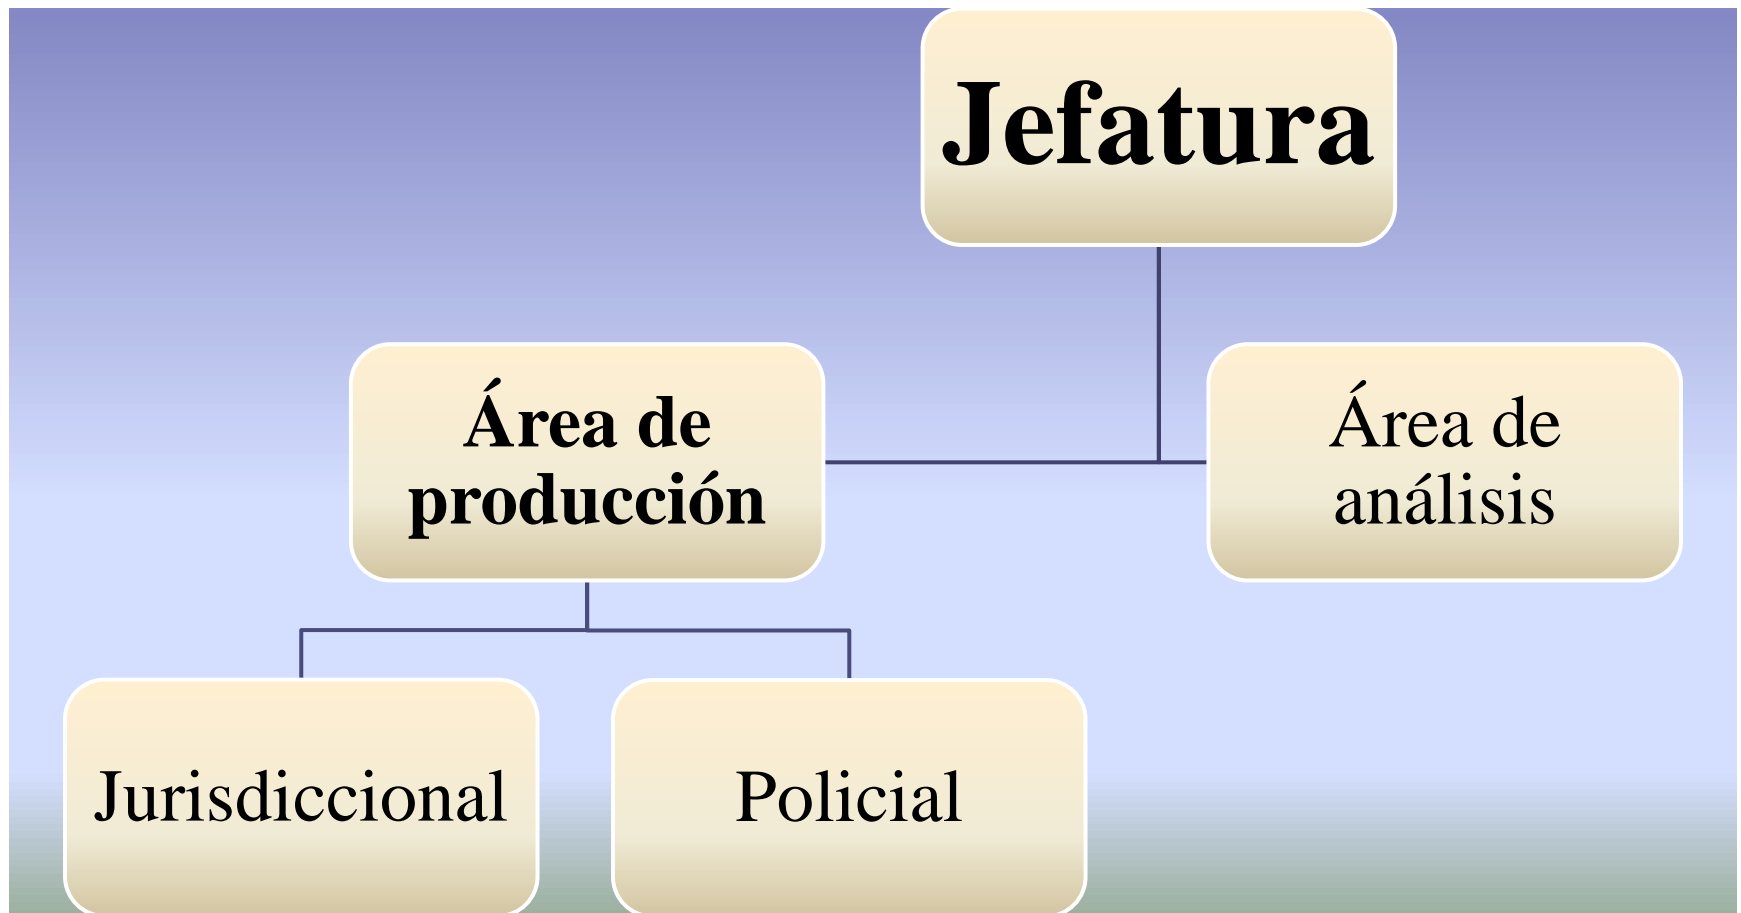 Jefatura
Área de
producción
Área de
análisis
Jurisdiccional
Policial